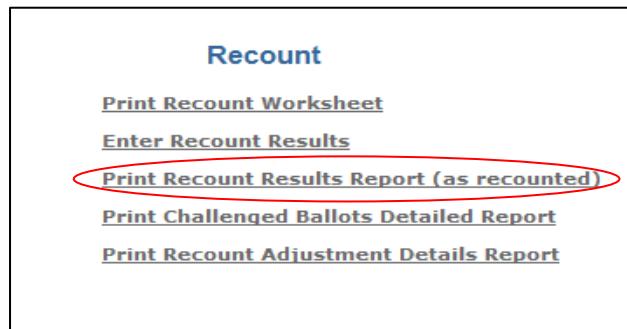 Recount
Print Recount Worksheet
Enter Recount Results
Print Recount Results Report (as recounted)
Print Challenged Ballots Detailed Report
Print Recount Adjustment Details Report